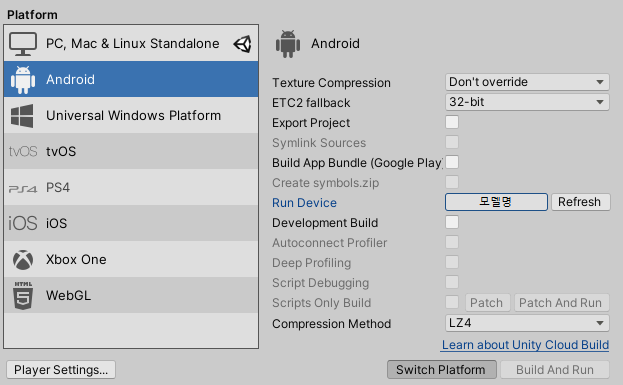 Platform
PC, Mac & Linux Standalone
Android
Universal Windows Platform
tvOS tvOS
PS4 PS4
iOS iOS
Xbox One
HTML 5 WebGL
Player Settings...
Android
Texture Compression Don't override
ETC2 fallback 32-bit
Export Project
Symlink Sources
Build App Bundle (Google Play)
Create symbols.zip
Run Device 모델명 Refresh
Development Build
Autoconnect Profiler
Deep Profiling
Script Debugging
Scripts Only Build Patch Patch And Run
Compression Method LZ4
Learn about Unity Cloud Build
Switch Platform Build And Run